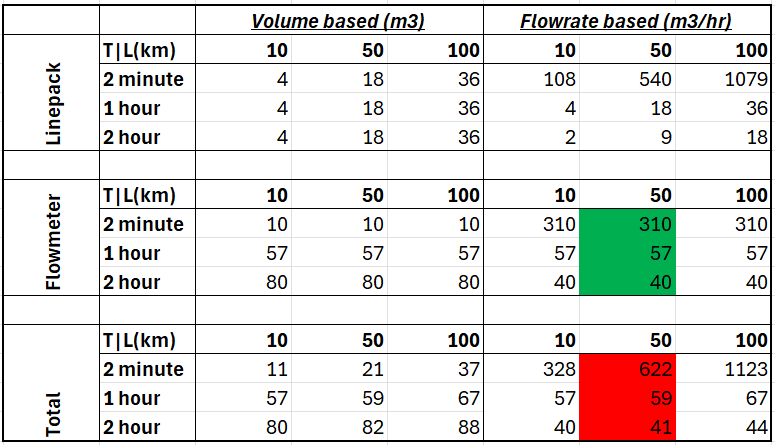 Volume based (m3) Flowrate based (m3/hr)
Linepack
T|L(km) 10 50 100 10 50 100
2 minute 4 18 36 108 540 1079
1 hour 4 18 36 4 18 36
2 hour 4 18 36 2 9 18
Flowmeter
T|L(km) 10 50 100 10 50 100
2 minute 10 10 10 310 310 310
1 hour 57 57 57 57 57 57
2 hour 80 80 80 40 40 40
Total
T|L(km) 10 50 100 10 50 100
2 minute 11 21 37 328 622 1123
1 hour 57 59 67 57 59 67
2 hour 80 82 88 40 41 44